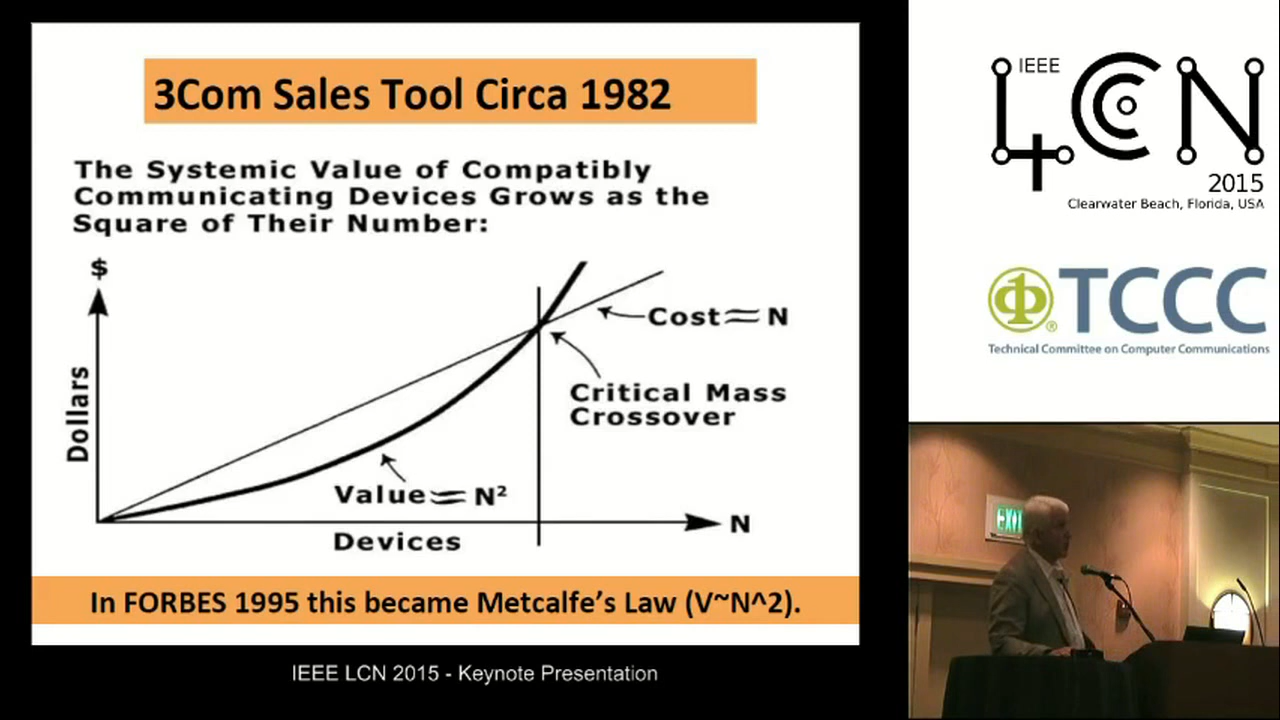 3Com Sales Tool Circa 1982
The Systemic Value of Compatibly
Communicating Devices Grows as the
Square of Their Number:
$
Dollars
Cost≈N
Critical Mass
Crossover
Value≈N²
N
Devices
In FORBES 1995 this became Metcalfe's Law (V~N^2).
IEEE LCN 2015 - Keynote Presentation
IEEE
LCN
2015
Clearwater Beach, Florida, USA
TCCC
®
Technical Committee on Computer Communications
EXIT